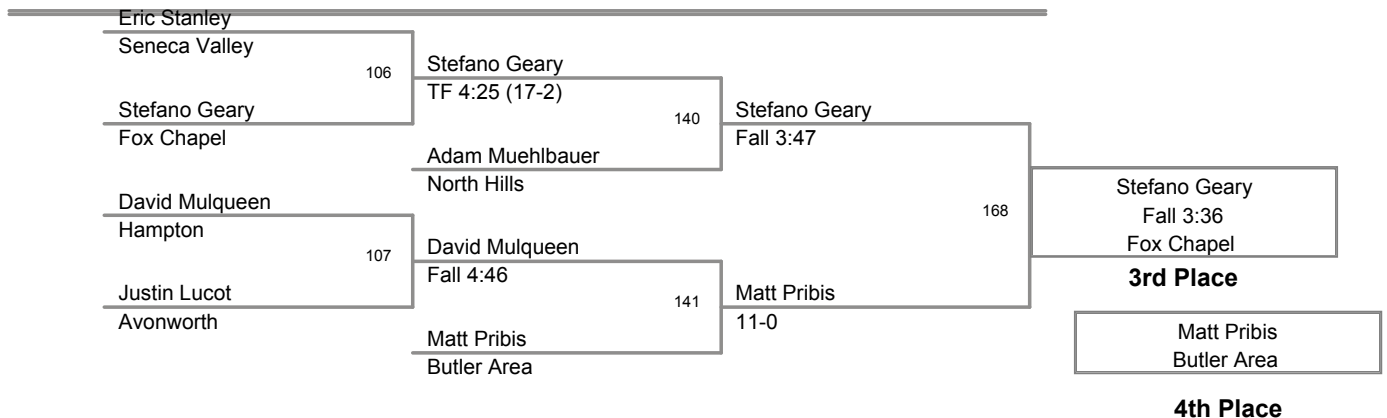 Eric Stanley
Seneca Valley
106
Stefano Geary
TF 4:25 (17-2)
Stefano Geary
Fox Chapel
140
Stefano Geary
Fall 3:47
Adam Muehlbauer
North Hills
David Mulqueen
Hampton
168
Stefano Geary
Fall 3:36
Fox Chapel
3rd Place
107
David Mulqueen
Fall 4:46
Justin Lucot
Avonworth
141
Matt Pribis
11-0
Matt Pribis
Butler Area
Matt Pribis
Butler Area
4th Place